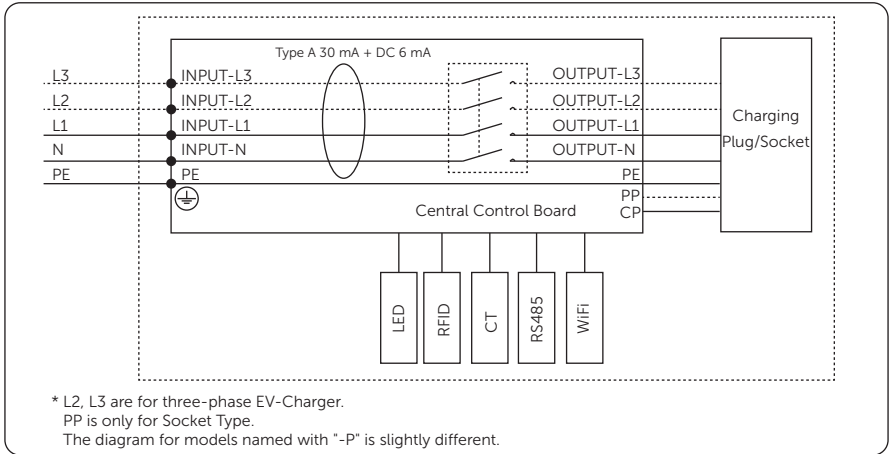 Type A 30 mA + DC 6 mA
L3 INPUT-L3 OUTPUT-L3
L2 INPUT-L2 OUTPUT-L2
L1 INPUT-L1 OUTPUT-L1
N INPUT-N OUTPUT-N
PE PE PE
Charging
Plug/Socket
PP
Central Control Board CP
LED
RFID
CT
RS485
WiFi
* L2, L3 are for three-phase EV-Charger.
PP is only for Socket Type.
The diagram for models named with "-P" is slightly different.